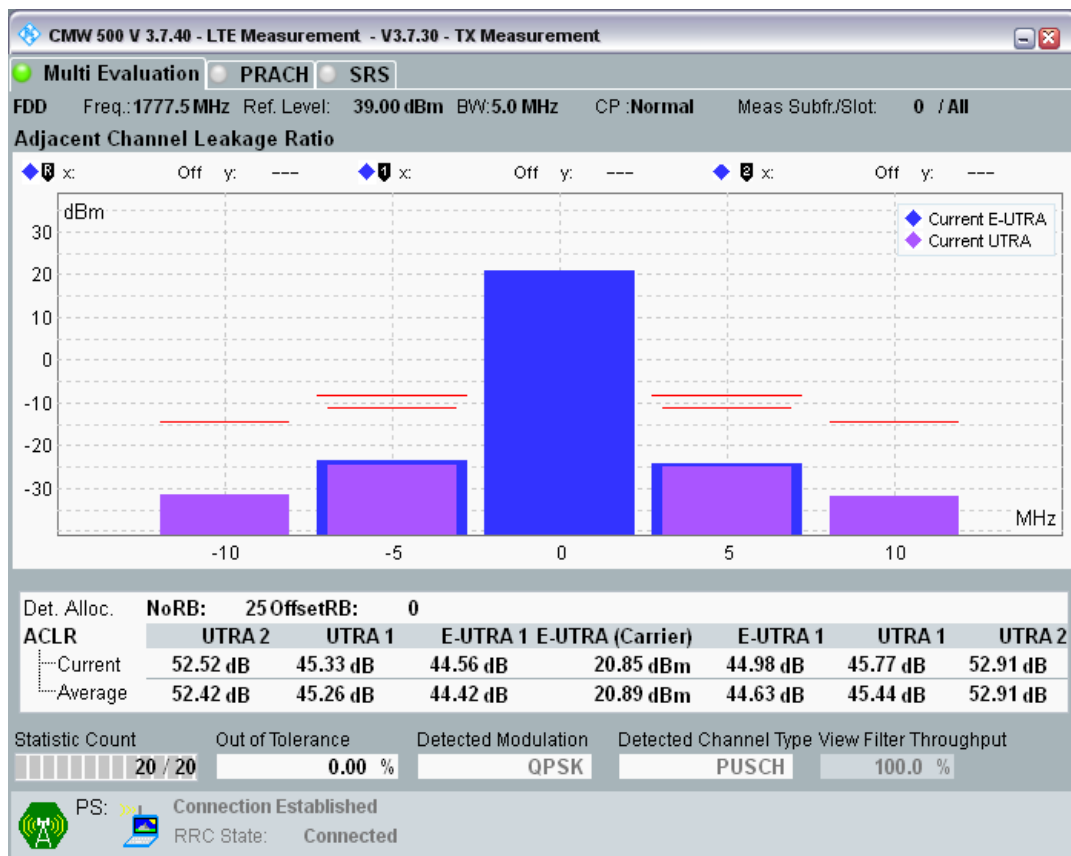 CMW 500 V 3.7.40 - LTE Measurement - V3.7.30 - TX Measurement
Multi Evaluation PRACH SRS
FDD Freq.:1777.5 MHz Ref. Level: 39.00 dBm BW:5.0 MHz CP :Normal Meas Subfr./Slot: 0 / All
Adjacent Channel Leakage Ratio
R x: Off y: --- 1 x: Off y: --- 2 x: Off y: ---
dBm
Current E-UTRA
Current UTRA
30
20
10
0
-10
-20
-30
MHz
-10 -5 0 5 10
Det. Alloc. NoRB: 25 OffsetRB: 0
ACLR UTRA 2 UTRA 1 E-UTRA 1 E-UTRA (Carrier) E-UTRA 1 UTRA 1 UTRA 2
Current 52.52 dB 45.33 dB 44.56 dB 20.85 dBm 44.98 dB 45.77 dB 52.91 dB
Average 52.42 dB 45.26 dB 44.42 dB 20.89 dBm 44.63 dB 45.44 dB 52.91 dB
Statistic Count Out of Tolerance Detected Modulation Detected Channel Type View Filter Throughput
20 / 20 0.00 % QPSK PUSCH 100.0 %
PS: Connection Established
RRC State: Connected